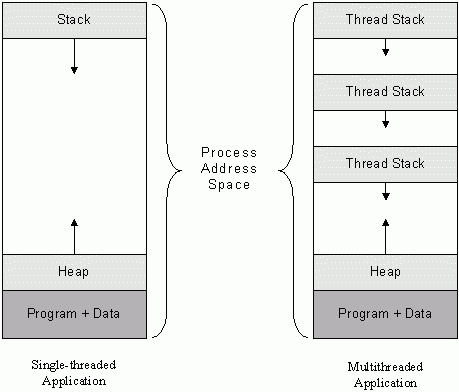 Stack
Heap
Program + Data
Single-threaded
Application
Process
Address
Space
Thread Stack
Thread Stack
Thread Stack
Heap
Program + Data
Multithreaded
Application